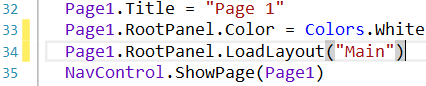 32 Page1.Title = "Page 1"
33 Page1.RootPanel.Color = Colors.White
34 Page1.RootPanel.LoadLayout("Main")
35 NavControl.ShowPage(Page1)